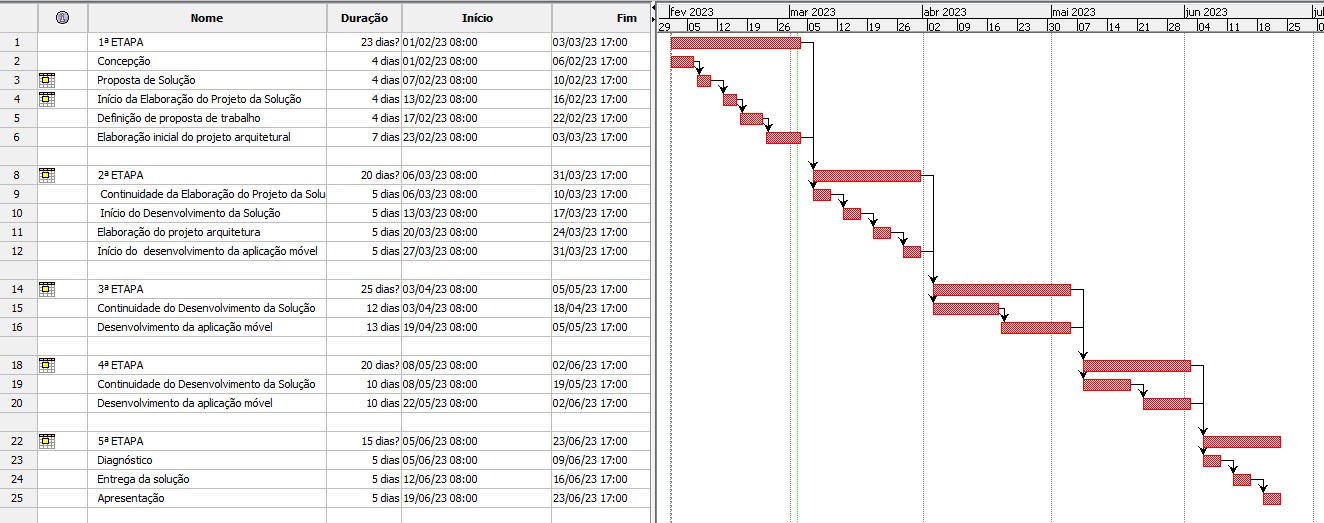 Nome Duração Início Fim
fev 2023 mar 2023 abr 2023 mai 2023 jun 2023 jul
29 05 12 19 26 05 12 19 26 02 09 16 23 30 07 14 21 28 04 11 18 25 0
1 1ª ETAPA 23 dias? 01/02/23 08:00 03/03/23 17:00
2 Concepção 4 dias 01/02/23 08:00 06/02/23 17:00
3 Proposta de Solução 4 dias 07/02/23 08:00 10/02/23 17:00
4 Início da Elaboração do Projeto da Solução 4 dias 13/02/23 08:00 16/02/23 17:00
5 Definição de proposta de trabalho 4 dias 17/02/23 08:00 22/02/23 17:00
6 Elaboração inicial do projeto arquitetural 7 dias 23/02/23 08:00 03/03/23 17:00
8 2ª ETAPA 20 dias? 06/03/23 08:00 31/03/23 17:00
9 Continuidade da Elaboração do Projeto da Solu 5 dias 06/03/23 08:00 10/03/23 17:00
10 Início do Desenvolvimento da Solução 5 dias 13/03/23 08:00 17/03/23 17:00
11 Elaboração do projeto arquitetura 5 dias 20/03/23 08:00 24/03/23 17:00
12 Início do desenvolvimento da aplicação móvel 5 dias 27/03/23 08:00 31/03/23 17:00
14 3ª ETAPA 25 dias? 03/04/23 08:00 05/05/23 17:00
15 Continuidade do Desenvolvimento da Solução 12 dias 03/04/23 08:00 18/04/23 17:00
16 Desenvolvimento da aplicação móvel 13 dias 19/04/23 08:00 05/05/23 17:00
18 4ª ETAPA 20 dias? 08/05/23 08:00 02/06/23 17:00
19 Continuidade do Desenvolvimento da Solução 10 dias 08/05/23 08:00 19/05/23 17:00
20 Desenvolvimento da aplicação móvel 10 dias 22/05/23 08:00 02/06/23 17:00
22 5ª ETAPA 15 dias? 05/06/23 08:00 23/06/23 17:00
23 Diagnóstico 5 dias 05/06/23 08:00 09/06/23 17:00
24 Entrega da solução 5 dias 12/06/23 08:00 16/06/23 17:00
25 Apresentação 5 dias 19/06/23 08:00 23/06/23 17:00